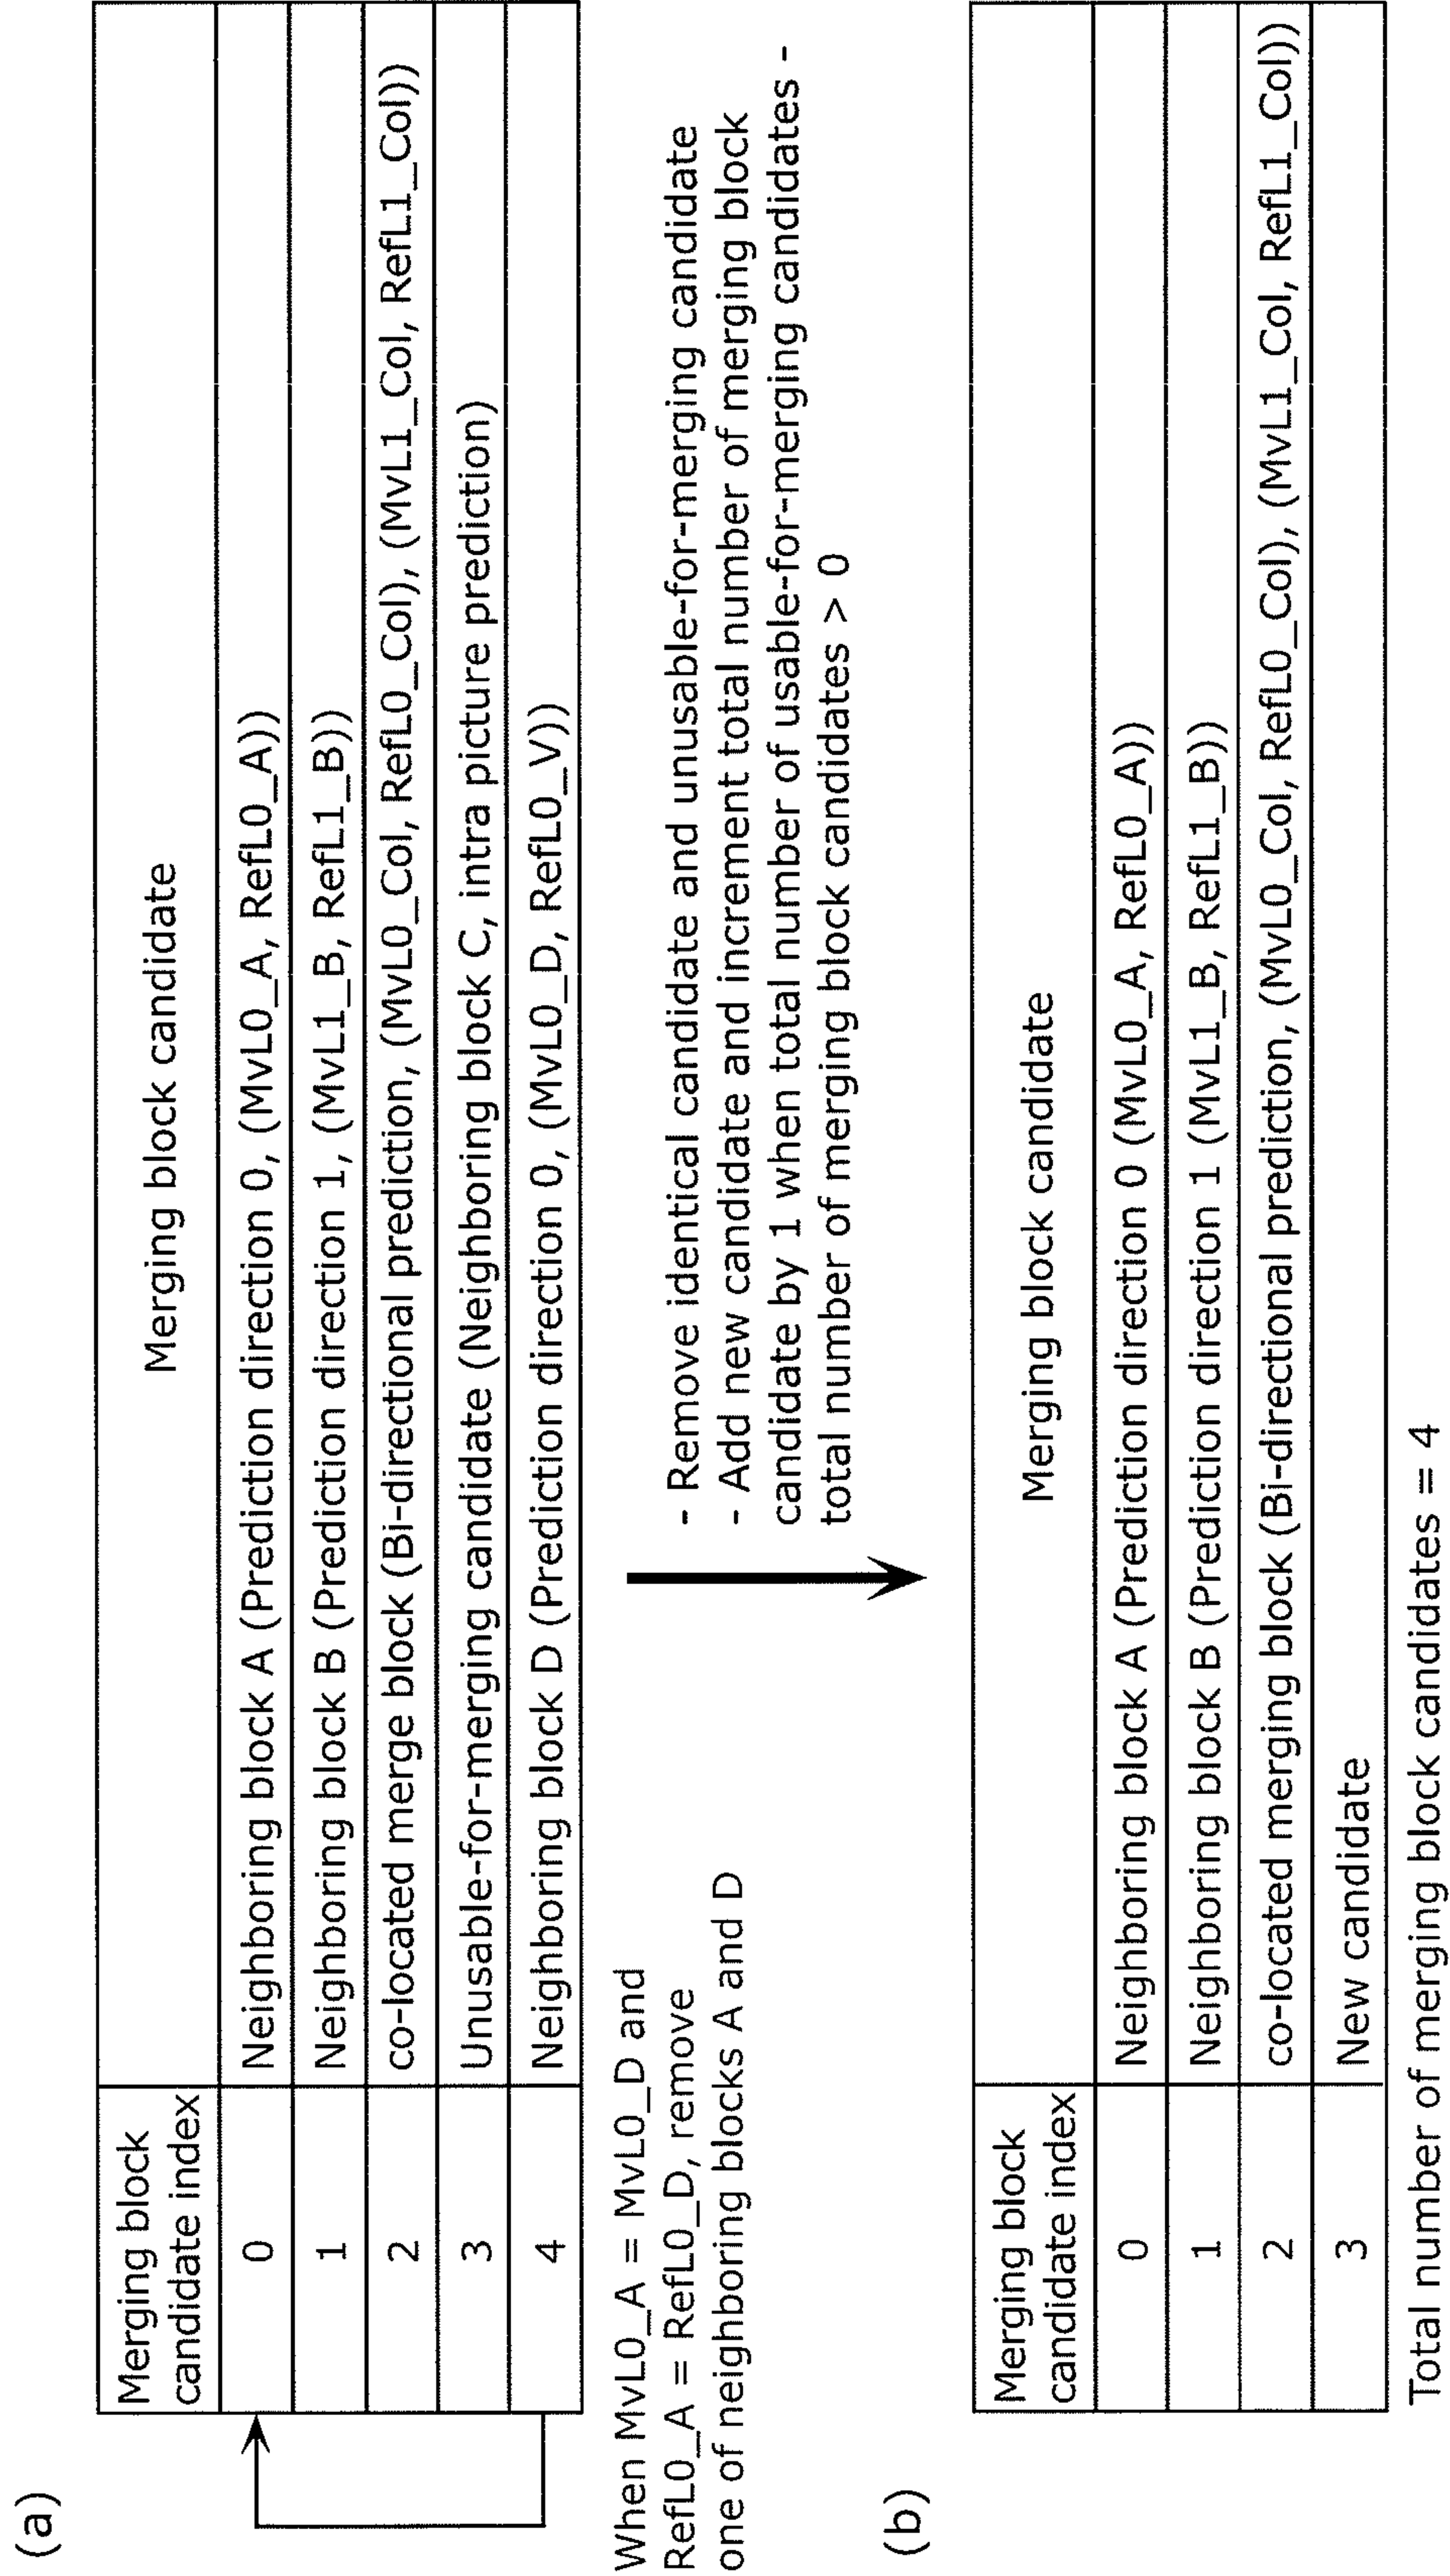 (a)
Merging block
candidate index
Merging block candidate
0
Neighboring block A (Prediction direction 0, (MvL0_A, RefL0_A))
1
Neighboring block B (Prediction direction 1, (MvL1_B, RefL1_B))
2
co-located merge block (Bi-directional prediction, (MvL0_Col, RefL0_Col), (MvL1_Col, RefL1_Col))
3
Unusable-for-merging candidate (Neighboring block C, intra picture prediction)
4
Neighboring block D (Prediction direction 0, (MvL0_D, RefL0_V))
When MvL0_A = MvL0_D and
RefL0_A = RefL0_D, remove
one of neighboring blocks A and D
- Remove identical candidate and unusable-for-merging candidate
- Add new candidate and increment total number of merging block
candidate by 1 when total number of usable-for-merging candidates -
total number of merging block candidates > 0
(b)
Merging block
candidate index
Merging block candidate
0
Neighboring block A (Prediction direction 0 (MvL0_A, RefL0_A))
1
Neighboring block B (Prediction direction 1 (MvL1_B, RefL1_B))
2
co-located merging block (Bi-directional prediction, (MvL0_Col, RefL0_Col), (MvL1_Col, RefL1_Col))
3
New candidate
Total number of merging block candidates = 4